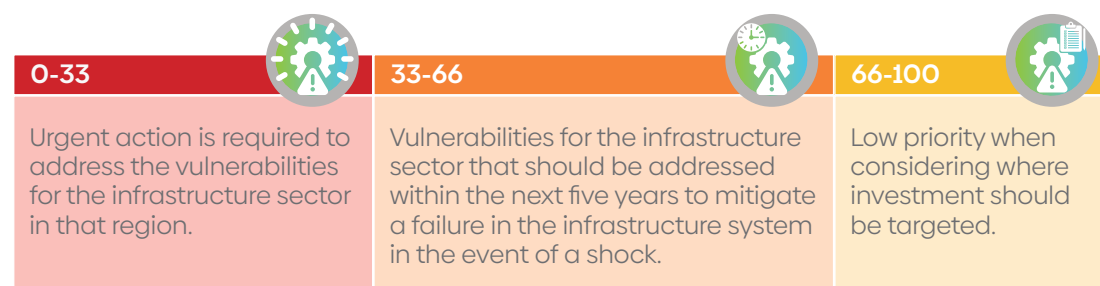 0-33
Urgent action is required to
address the vulnerabilities
for the infrastructure sector
in that region.
33-66
Vulnerabilities for the infrastructure
sector that should be addressed
within the next five years to mitigate
a failure in the infrastructure system
in the event of a shock.
66-100
Low priority when
considering where
investment should
be targeted.